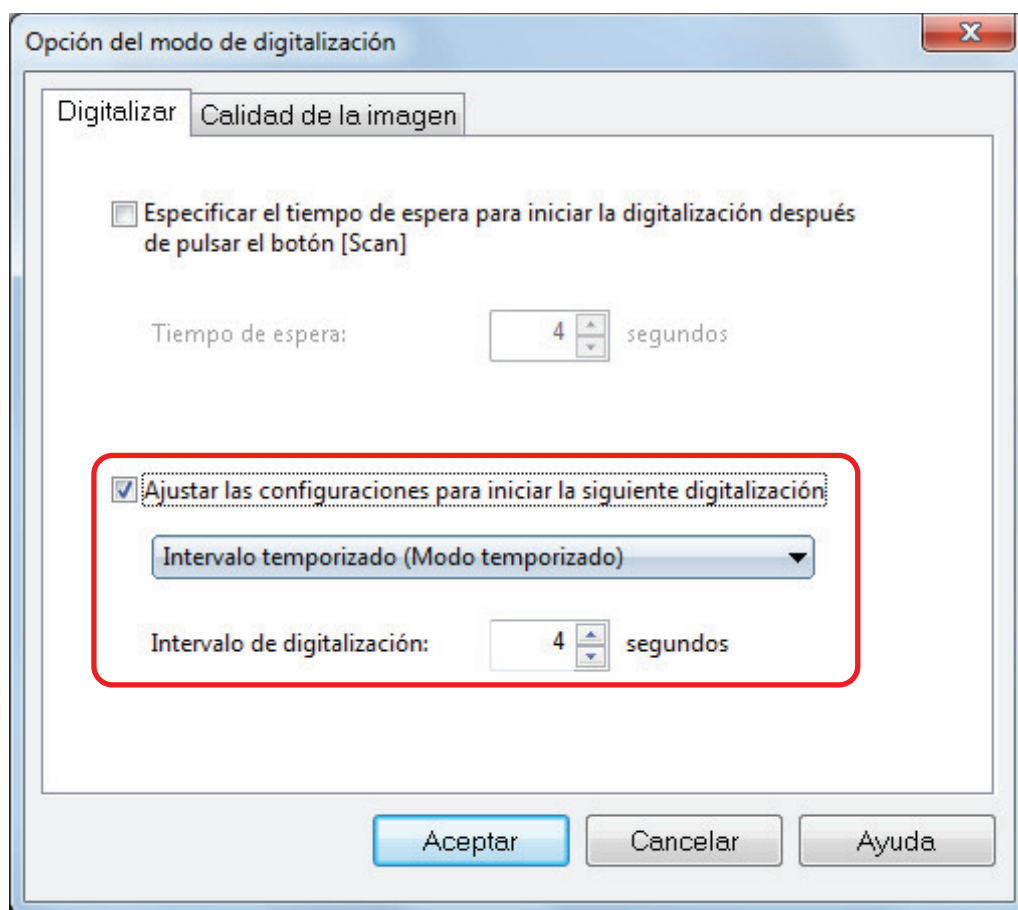 Opción del modo de digitalización
Digitalizar
Calidad de la imagen
Especificar el tiempo de espera para iniciar la digitalización después
de pulsar el botón [Scan]
Tiempo de espera: 4 segundos
Ajustar las configuraciones para iniciar la siguiente digitalización
Intervalo temporizado (Modo temporizado)
Intervalo de digitalización: 4 segundos
Aceptar
Cancelar
Ayuda